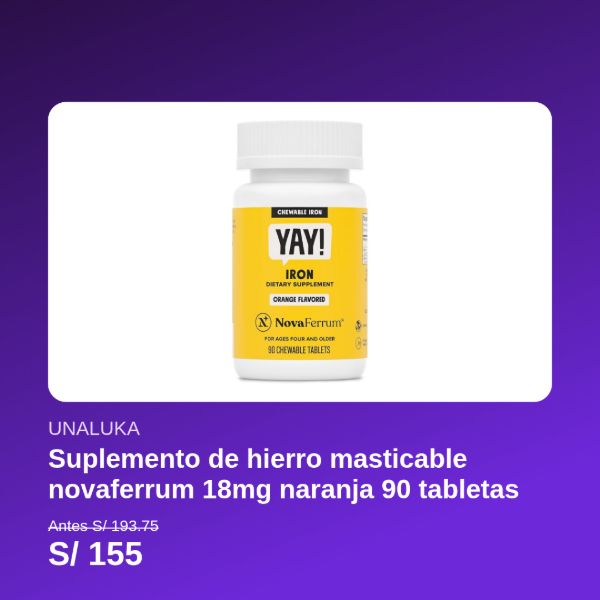 CHEWABLE IRON
YAY!
IRON
DIETARY SUPPLEMENT
ORANGE FLAVORED
N NovaFerrum®
FOR AGES FOUR AND OLDER
90 CHEWABLE TABLETS
UNALUKA
Suplemento de hierro masticable
novaferrum 18mg naranja 90 tabletas
Antes S/ 193.75
S/ 155